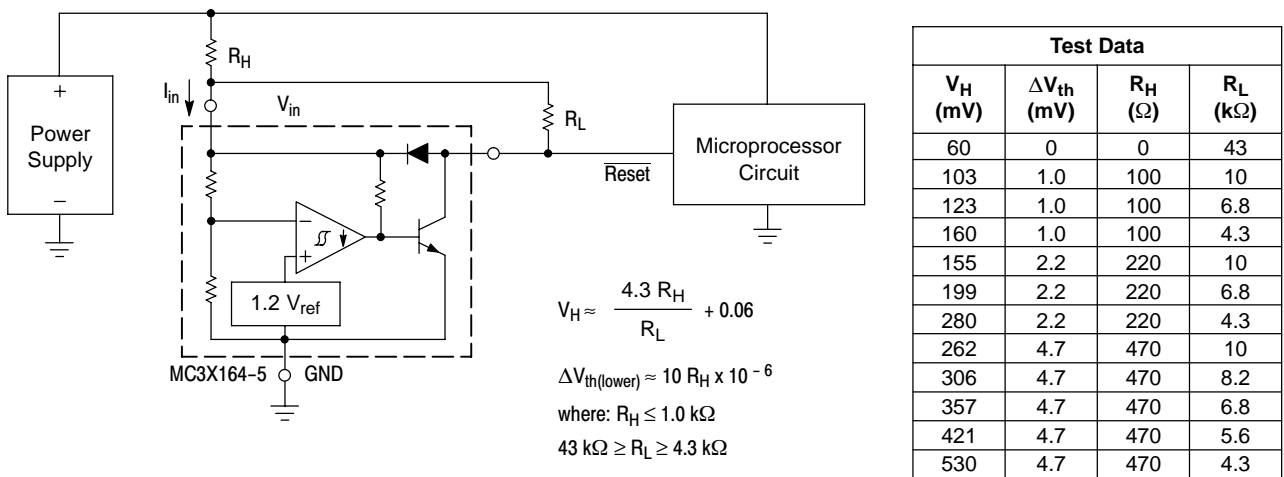 R_H
I_in
V_in
R_L
+
Power
Supply
−
Microprocessor
Circuit
Reset
−
+
1.2 V_ref
MC3X164−5
GND
V_H ≈ 4.3 R_H / R_L + 0.06
ΔV_th(lower) ≈ 10 R_H x 10^−6
where: R_H ≤ 1.0 kΩ
43 kΩ ≥ R_L ≥ 4.3 kΩ
Test Data
V_H (mV) ΔV_th (mV) R_H (Ω) R_L (kΩ)
60 0 0 43
103 1.0 100 10
123 1.0 100 6.8
160 1.0 100 4.3
155 2.2 220 10
199 2.2 220 6.8
280 2.2 220 4.3
262 4.7 470 10
306 4.7 470 8.2
357 4.7 470 6.8
421 4.7 470 5.6
530 4.7 470 4.3